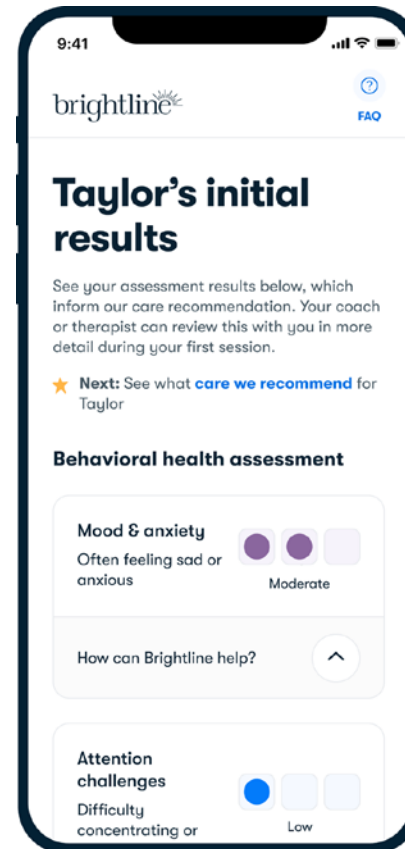 9:41
brightline
FAQ
Taylor's initial
results
See your assessment results below, which
inform our care recommendation. Your coach
or therapist can review this with you in more
detail during your first session.
Next: See what care we recommend for
Taylor
Behavioral health assessment
Mood & anxiety
Often feeling sad or
anxious
Moderate
How can Brightline help?
Attention
challenges
Difficulty
concentrating or
Low